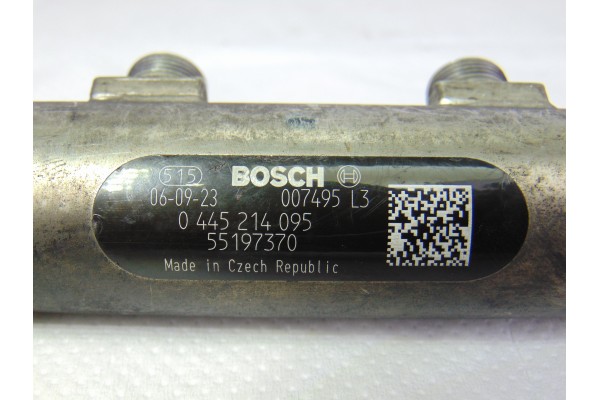 515 BOSCH
06-09-23 007495 L3
0 445 214 095
55197370
Made in Czech Republic